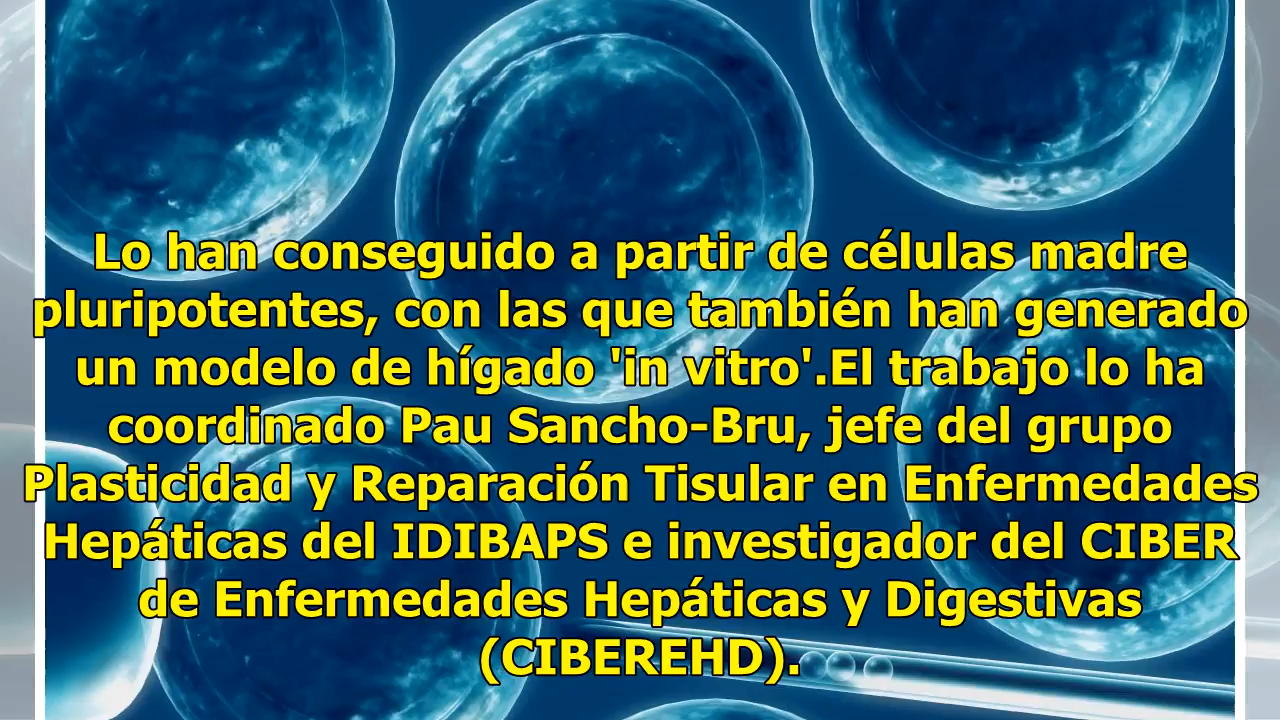 Lo han conseguido a partir de células madre
pluripotentes, con las que también han generado
un modelo de hígado 'in vitro'.El trabajo lo ha
coordinado Pau Sancho-Bru, jefe del grupo
Plasticidad y Reparación Tisular en Enfermedades
Hepáticas del IDIBAPS e investigador del CIBER
de Enfermedades Hepáticas y Digestivas
(CIBEREHD).